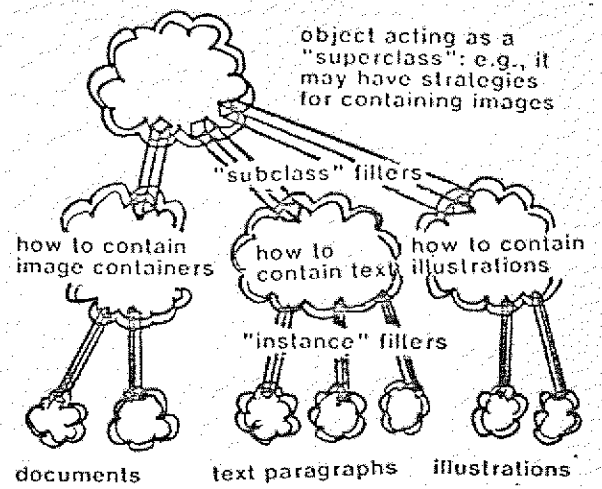 object acting as a
"superclass": e.g., it
may have strategies
for containing images
"subclass" fillers
how to contain
image containers
how to
contain text
how to contain
illustrations
"instance" fillers
documents
text paragraphs
illustrations